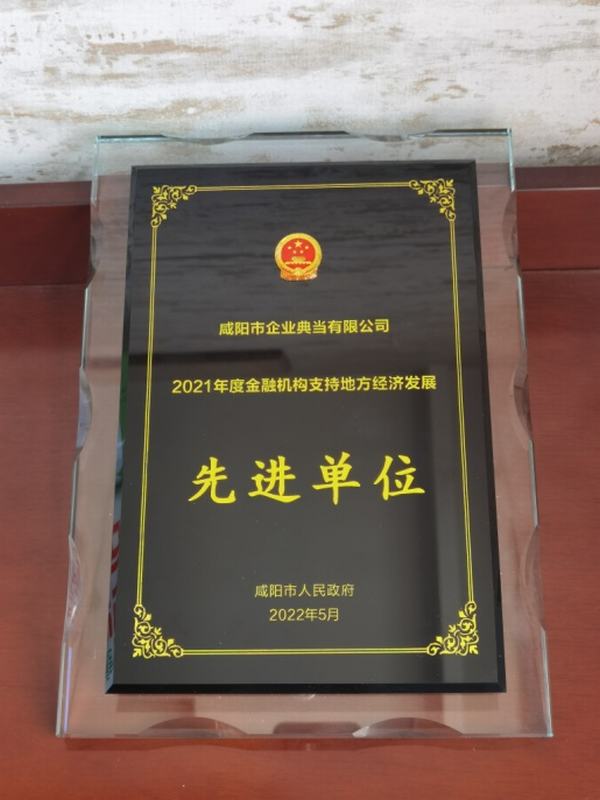 咸阳市企业典当有限公司
2021年度金融机构支持地方经济发展
先进单位
咸阳市人民政府
2022年5月